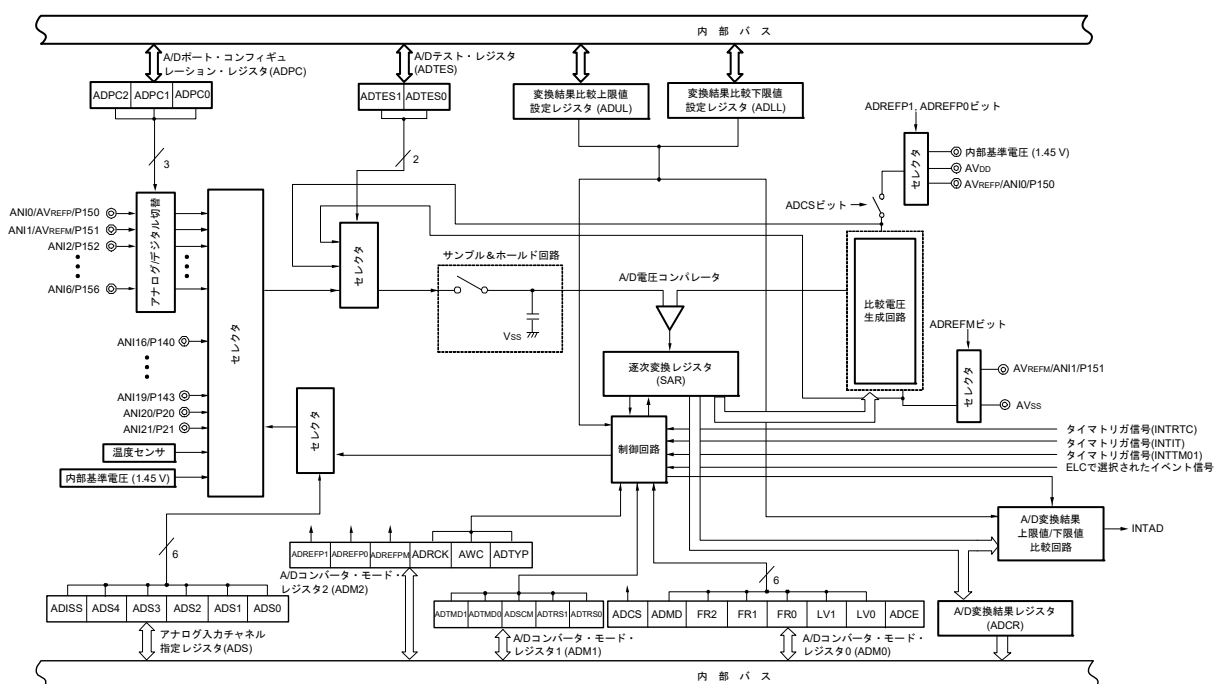 内 部 バ ス
A/Dポート・コンフィギュ
レーション・レジスタ(ADPC)
ADPC2 ADPC1 ADPC0
3
A/Dテスト・レジスタ
(ADTES)
ADTES1 ADTES0
2
変換結果比較上限値
設定レジスタ(ADUL)
変換結果比較下限値
設定レジスタ(ADLL)
ADREFP1, ADREFP0ビット
セレクタ
内部基準電圧 (1.45 V)
AVDD
AVREFP/ANI0/P150
ADCSビット
ANI0/AVREFP/P150
ANI1/AVREFM/P151
ANI2/P152
ANI6/P156
アナログ/デジタル切替
ANI16/P140
ANI19/P143
ANI20/P20
ANI21/P21
温度センサ
内部基準電圧 (1.45 V)
セレクタ
セレクタ
サンプル&ホールド回路
VSS
A/D電圧コンパレータ
比較電圧
生成回路
ADREFMビット
セレクタ
AVREFM/ANI1/P151
AVSS
逐次変換レジスタ
(SAR)
セレクタ
制御回路
タイマトリガ信号(INTRTC)
タイマトリガ信号(INTIT)
タイマトリガ信号(INTTM01)
ELCで選択されたイベント信号
A/D変換結果
上限値/下限値
比較回路
INTAD
6
ADISS ADS4 ADS3 ADS2 ADS1 ADS0
アナログ入力チャネル
指定レジスタ(ADS)
ADREFP1 ADREFP0 ADREFPM ADRCK AWC ADTYP
A/Dコンバータ・モード・
レジスタ2 (ADM2)
ADTMD1 ADTMD0 ADSCM ADTRS1 ADTRS0
A/Dコンバータ・モード・
レジスタ1 (ADM1)
6
ADCS ADMD FR2 FR1 FR0 LV1 LV0 ADCE
A/Dコンバータ・モード・
レジスタ0 (ADM0)
A/D変換結果レジスタ
(ADCR)
内 部 バ ス